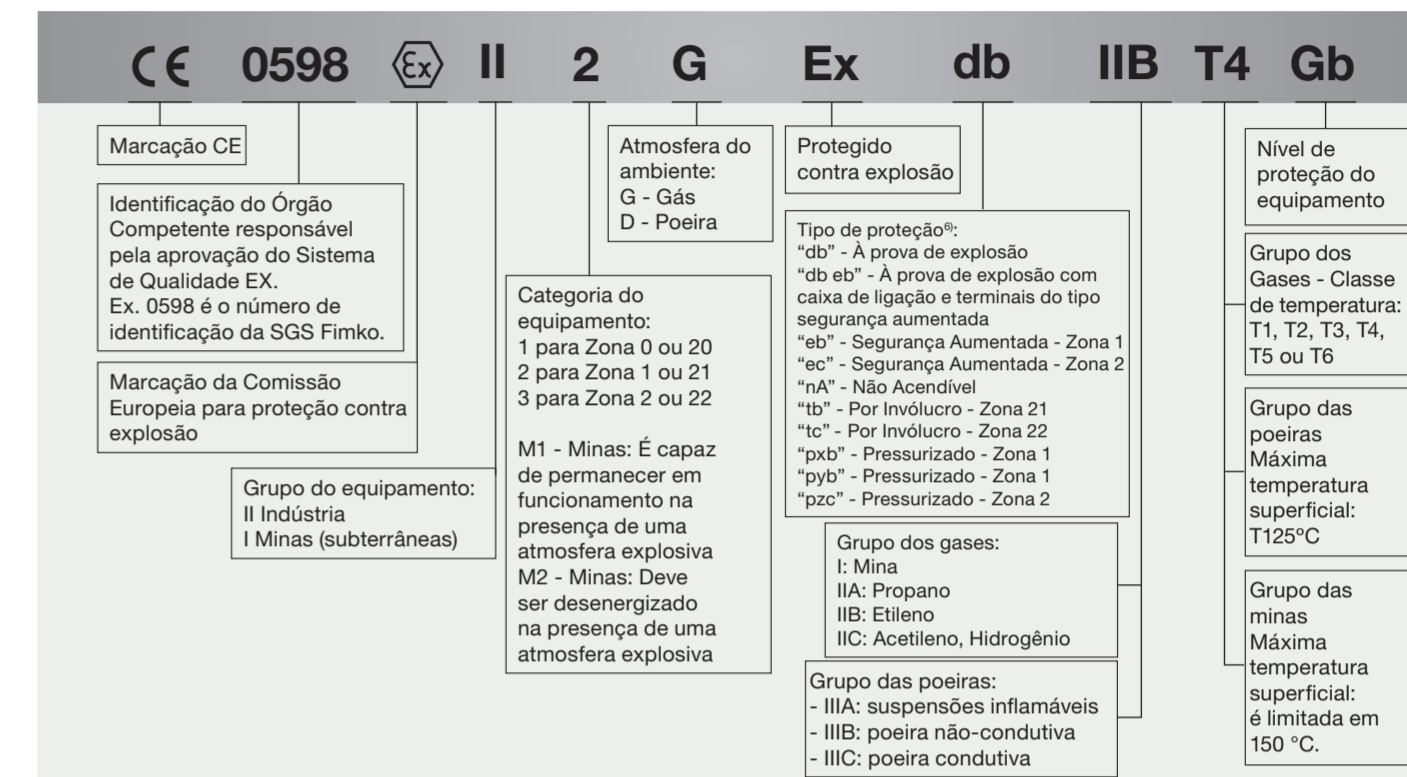 CE 0598 Ex II 2 G Ex db IIB T4 Gb
Marcação CE
Identificação do Órgão
Competente responsável
pela aprovação do Sistema
de Qualidade EX.
Ex. 0598 é o número de
identificação da SGS Fimko.
Marcação da Comissão
Europeia para proteção contra
explosão
Grupo do equipamento:
II Indústria
I Minas (subterrâneas)
Categoria do
equipamento:
1 para Zona 0 ou 20
2 para Zona 1 ou 21
3 para Zona 2 ou 22
M1 - Minas: É capaz
de permanecer em
funcionamento na
presença de uma
atmosfera explosiva
M2 - Minas: Deve
ser desenergizado
na presença de uma
atmosfera explosiva
Atmosfera do
ambiente:
G - Gás
D - Poeira
Protegido
contra explosão
Tipo de proteção⁶⁾:
“db” - À prova de explosão
“db eb” - À prova de explosão com
caixa de ligação e terminais do tipo
segurança aumentada
“eb” - Segurança Aumentada - Zona 1
“ec” - Segurança Aumentada - Zona 2
“nA” - Não Acendível
“tb” - Por Invólucro - Zona 21
“tc” - Por Invólucro - Zona 22
“pxb” - Pressurizado - Zona 1
“pyb” - Pressurizado - Zona 1
“pzc” - Pressurizado - Zona 2
Grupo dos gases:
I: Mina
IIA: Propano
IIB: Etileno
IIC: Acetileno, Hidrogênio
Grupo das poeiras:
- IIIA: suspensões inflamáveis
- IIIB: poeira não-condutiva
- IIIC: poeira condutiva
Nível de
proteção do
equipamento
Grupo dos
Gases - Classe
de temperatura:
T1, T2, T3, T4,
T5 ou T6
Grupo das
poeiras
Máxima
temperatura
superficial:
T125ºC
Grupo das
minas
Máxima
temperatura
superficial:
é limitada em
150 °C.